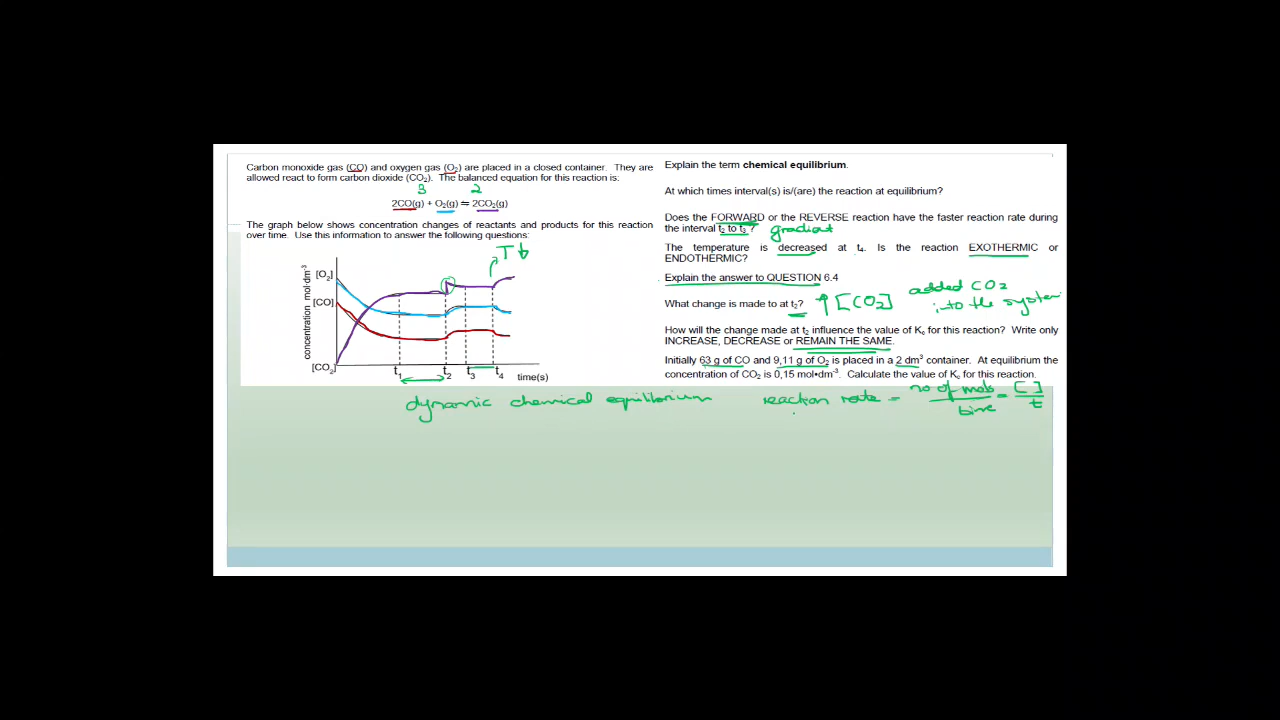 Carbon monoxide gas (CO) and oxygen gas (O₂) are placed in a closed container. They are
allowed react to form carbon dioxide (CO₂). The balanced equation for this reaction is:
3 2
2CO(g) + O₂(g) ⇌ 2CO₂(g)
The graph below shows concentration changes of reactants and products for this reaction
over time. Use this information to answer the following questions:
T ↓
[O₂]
[CO]
[CO₂]
concentration mol·dm⁻³
t₁ t₂ t₃ t₄ time(s)
Explain the term chemical equilibrium.
At which times interval(s) is/(are) the reaction at equilibrium?
Does the FORWARD or the REVERSE reaction have the faster reaction rate during
the interval t₂ to t₃? gradient
The temperature is decreased at t₄. Is the reaction EXOTHERMIC or
ENDOTHERMIC?
Explain the answer to QUESTION 6.4
What change is made to at t₂? ↑ [CO₂] added CO₂
into the system
How will the change made at t₂ influence the value of Kc for this reaction? Write only
INCREASE, DECREASE or REMAIN THE SAME.
Initially 63 g of CO and 9,11 g of O₂ is placed in a 2 dm³ container. At equilibrium the
concentration of CO₂ is 0,15 mol•dm⁻³. Calculate the value of Kc for this reaction.
dynamic chemical equilibrium
reaction rate = no of mols / time = [ ] / t